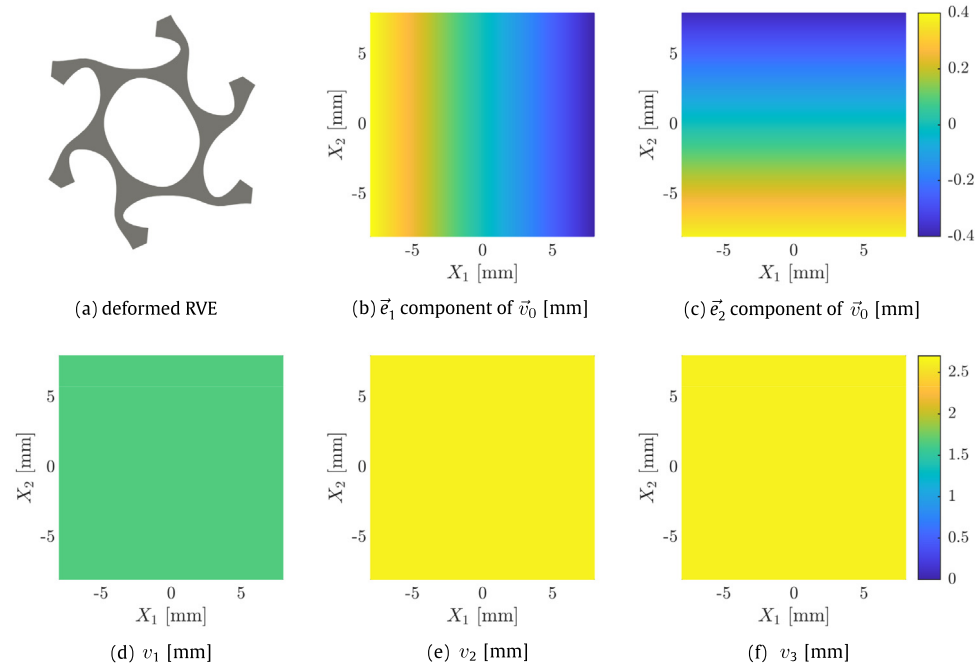 5
0
-5
X₂ [mm]
-5
0
5
X₁ [mm]
5
0
-5
X₂ [mm]
-5
0
5
X₁ [mm]
0.4
0.2
0
-0.2
-0.4
(a) deformed RVE
(b) e⃗₁ component of v⃗₀ [mm]
(c) e⃗₂ component of v⃗₀ [mm]
5
0
-5
X₂ [mm]
-5
0
5
X₁ [mm]
5
0
-5
X₂ [mm]
-5
0
5
X₁ [mm]
5
0
-5
X₂ [mm]
-5
0
5
X₁ [mm]
2.5
2
1.5
1
0.5
0
(d) v₁ [mm]
(e) v₂ [mm]
(f) v₃ [mm]